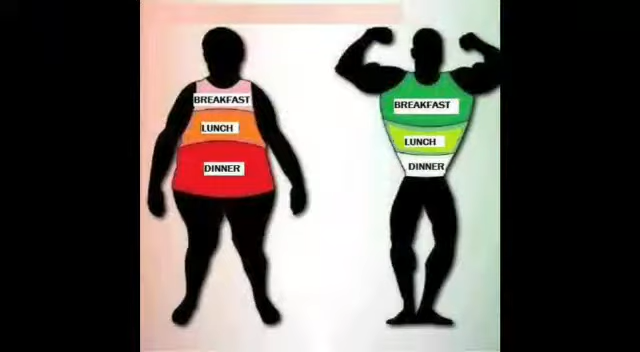 BREAKFAST
LUNCH
DINNER
BREAKFAST
LUNCH
DINNER